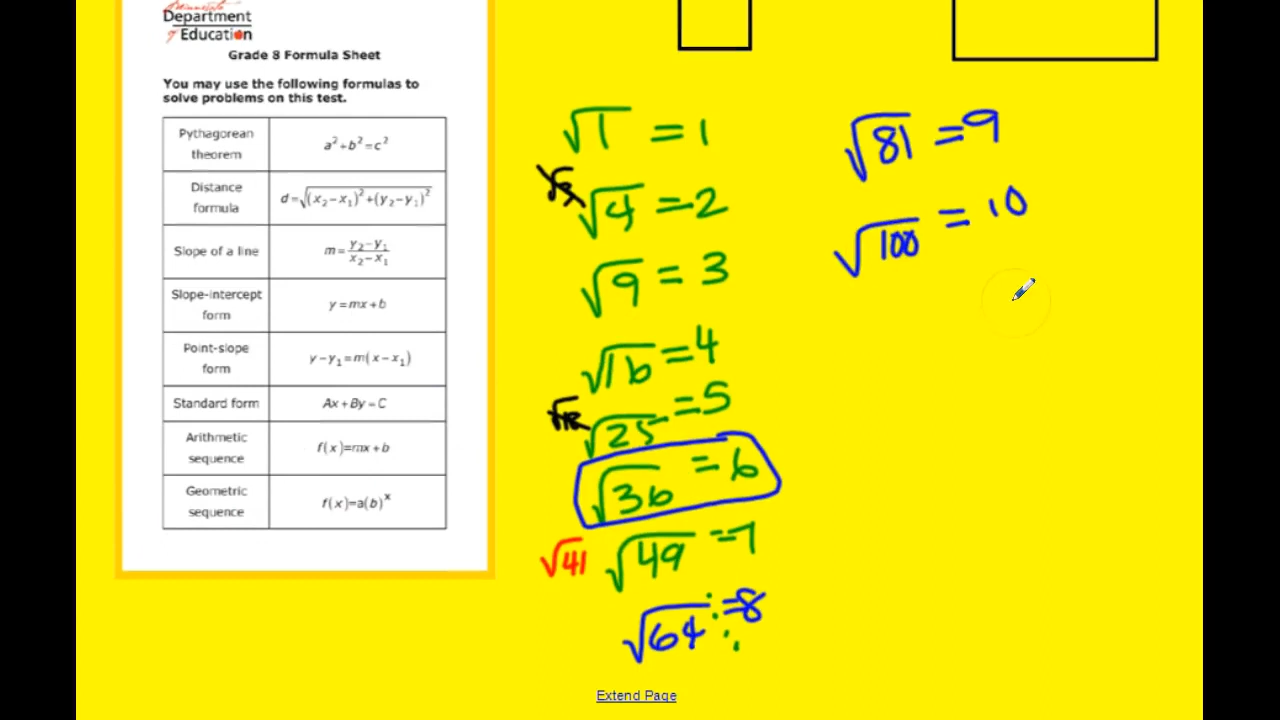 Minnesota
Department
of Education
Grade 8 Formula Sheet
You may use the following formulas to
solve problems on this test.
Pythagorean
theorem
a²+b²=c²
Distance
formula
d=√(x₂−x₁)²+(y₂−y₁)²
Slope of a line
m=(y₂−y₁)/(x₂−x₁)
Slope-intercept
form
y=mx+b
Point-slope
form
y−y₁=m(x−x₁)
Standard form
Ax+By=C
Arithmetic
sequence
f(x)=mx+b
Geometric
sequence
f(x)=a(b)ˣ
√1 = 1
√4 = 2
√9 = 3
√16 = 4
√25 = 5
√36 = 6
√41
√49 = 7
√64 = 8
√81 = 9
√100 = 10
Extend Page